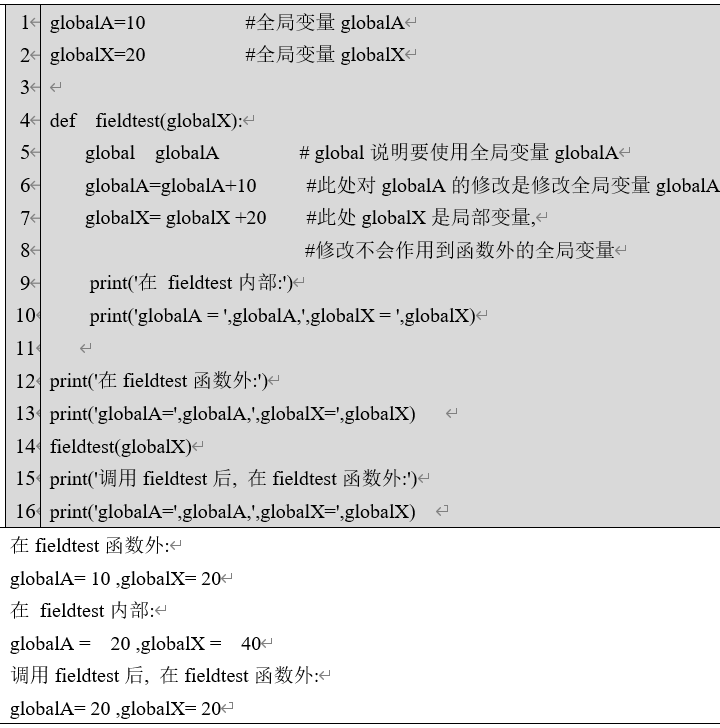 1 globalA=10 #全局变量 globalA
2 globalX=20 #全局变量 globalX
3
4 def fieldtest(globalX):
5 global globalA # global 说明要使用全局变量 globalA
6 globalA=globalA+10 #此处对 globalA 的修改是修改全局变量 globalA
7 globalX= globalX +20 #此处 globalX 是局部变量,
8 #修改不会作用到函数外的全局变量
9 print('在 fieldtest 内部:')
10 print('globalA = ',globalA,',globalX = ',globalX)
11
12 print('在 fieldtest 函数外:')
13 print('globalA=',globalA,',globalX=',globalX)
14 fieldtest(globalX)
15 print('调用 fieldtest 后, 在 fieldtest 函数外:')
16 print('globalA=',globalA,',globalX=',globalX)
在 fieldtest 函数外:
globalA= 10 ,globalX= 20
在 fieldtest 内部:
globalA = 20 ,globalX = 40
调用 fieldtest 后, 在 fieldtest 函数外:
globalA= 20 ,globalX= 20